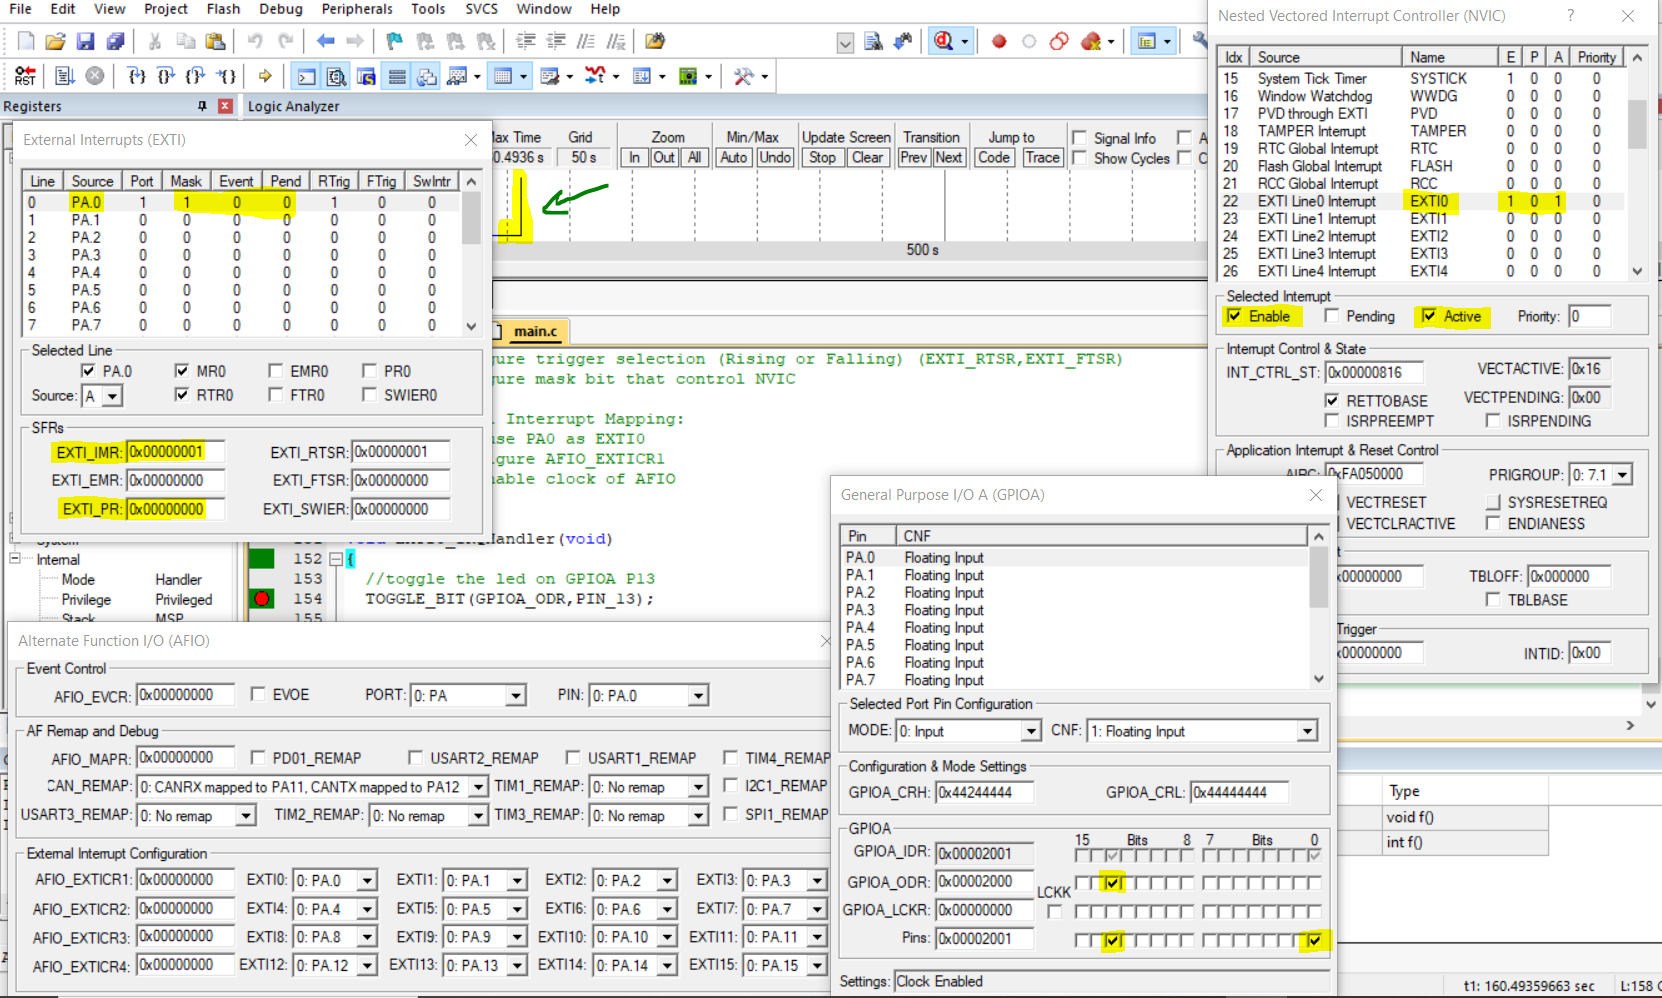 File Edit View Project Flash Debug Peripherals Tools SVCS Window Help
Registers
Logic Analyzer
ax Time Grid Zoom Min/Max Update Screen Transition Jump to Signal Info
0.4936 s 50 s In Out All Auto Undo Stop Clear Prev Next Code Trace Show Cycles
500 s
External Interrupts (EXTI)
Line Source Port Mask Event Pend RTrig FTrig SwIntr
0 PA.0 1 1 0 0 1 0 0
1 PA.1 0 0 0 0 0 0 0
2 PA.2 0 0 0 0 0 0 0
3 PA.3 0 0 0 0 0 0 0
4 PA.4 0 0 0 0 0 0 0
5 PA.5 0 0 0 0 0 0 0
6 PA.6 0 0 0 0 0 0 0
7 PA.7 0 0 0 0 0 0 0
Selected Line
PA.0 MR0 EMR0 PR0
Source: A RTR0 FTR0 SWIER0
SFRs
EXTI_IMR: 0x00000001 EXTI_RTSR: 0x00000001
EXTI_EMR: 0x00000000 EXTI_FTSR: 0x00000000
EXTI_PR: 0x00000000 EXTI_SWIER: 0x00000000
main.c
gure trigger selection (Rising or Falling) (EXTI_RTSR,EXTI_FTSR)
gure mask bit that control NVIC
l Interrupt Mapping:
use PA0 as EXTI0
igure AFIO_EXTICR1
nable clock of AFIO
Handler(void)
152 {
153 //toggle the led on GPIOA P13
154 TOGGLE_BIT(GPIOA_ODR,PIN_13);
155
Internal
Mode Handler
Privilege Privileged
Stack MSP
Nested Vectored Interrupt Controller (NVIC)
Idx Source Name E P A Priority
15 System Tick Timer SYSTICK 1 0 0 0
16 Window Watchdog WWDG 0 0 0 0
17 PVD through EXTI PVD 0 0 0 0
18 TAMPER Interrupt TAMPER 0 0 0 0
19 RTC Global Interrupt RTC 0 0 0 0
20 Flash Global Interrupt FLASH 0 0 0 0
21 RCC Global Interrupt RCC 0 0 0 0
22 EXTI Line0 Interrupt EXTI0 1 0 1 0
23 EXTI Line1 Interrupt EXTI1 0 0 0 0
24 EXTI Line2 Interrupt EXTI2 0 0 0 0
25 EXTI Line3 Interrupt EXTI3 0 0 0 0
26 EXTI Line4 Interrupt EXTI4 0 0 0 0
Selected Interrupt
Enable Pending Active Priority: 0
Interrupt Control & State
INT_CTRL_ST: 0x00000816 VECTACTIVE: 0x16
RETTOBASE VECTPENDING: 0x00
ISRPREEMPT ISRPENDING
Application Interrupt & Reset Control
AIRC: 0xFA050000 PRIGROUP: 0: 7.1
VECTRESET SYSRESETREQ
VECTCLRACTIVE ENDIANESS
x00000000 TBLOFF: 0x000000
TBLBASE
Trigger
x00000000 INTID: 0x00
General Purpose I/O A (GPIOA)
Pin CNF
PA.0 Floating Input
PA.1 Floating Input
PA.2 Floating Input
PA.3 Floating Input
PA.4 Floating Input
PA.5 Floating Input
PA.6 Floating Input
PA.7 Floating Input
Selected Port Pin Configuration
MODE: 0: Input CNF: 1: Floating Input
Configuration & Mode Settings
GPIOA_CRH: 0x44244444 GPIOA_CRL: 0x44444444
GPIOA 15 Bits 8 7 Bits 0
GPIOA_IDR: 0x00002001
GPIOA_ODR: 0x00002000 LCKK
GPIOA_LCKR: 0x00000000
Pins: 0x00002001
Settings: Clock Enabled
Alternate Function I/O (AFIO)
Event Control
AFIO_EVCR: 0x00000000 EVOE PORT: 0: PA PIN: 0: PA.0
AF Remap and Debug
AFIO_MAPR: 0x00000000 PD01_REMAP USART2_REMAP USART1_REMAP TIM4_REMAP
CAN_REMAP: 0: CANRX mapped to PA11, CANTX mapped to PA12 TIM1_REMAP: 0: No remap I2C1_REMAP
USART3_REMAP: 0: No remap TIM2_REMAP: 0: No remap TIM3_REMAP: 0: No remap SPI1_REMAP
External Interrupt Configuration
AFIO_EXTICR1: 0x00000000 EXTI0: 0: PA.0 EXTI1: 0: PA.1 EXTI2: 0: PA.2 EXTI3: 0: PA.3
AFIO_EXTICR2: 0x00000000 EXTI4: 0: PA.4 EXTI5: 0: PA.5 EXTI6: 0: PA.6 EXTI7: 0: PA.7
AFIO_EXTICR3: 0x00000000 EXTI8: 0: PA.8 EXTI9: 0: PA.9 EXTI10: 0: PA.10 EXTI11: 0: PA.11
AFIO_EXTICR4: 0x00000000 EXTI12: 0: PA.12 EXTI13: 0: PA.13 EXTI14: 0: PA.14 EXTI15: 0: PA.15
Type
void f()
int f()
t1: 160.49359663 sec L:158 C